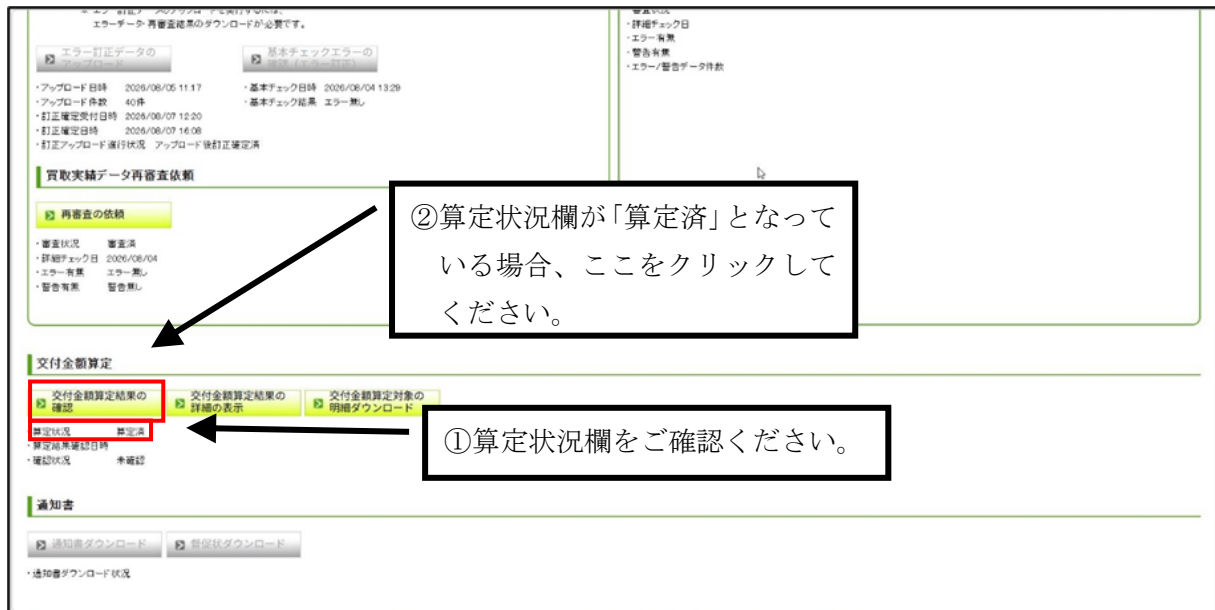 エラーデータ・再審査結果のダウンロードが必要です。
エラー訂正データの
アップロード
基本チェックエラーの
確認（エラー訂正）
・アップロード日時 2026/08/05 11:17
・アップロード件数 40件
・訂正確定受付日時 2026/08/07 12:20
・訂正確定日時 2026/08/07 16:08
・訂正アップロード進行状況 アップロード後訂正確定済
・基本チェック日時 2026/08/04 13:29
・基本チェック結果 エラー無し
買取実績データ再審査依頼
再審査の依頼
・審査状況 審査済
・詳細チェック日 2026/08/04
・エラー有無 エラー無し
・警告有無 警告無し
・詳細チェック日
・エラー有無
・警告有無
・エラー/警告データ件数
②算定状況欄が「算定済」となって
いる場合、ここをクリックして
ください。
交付金額算定
交付金額算定結果の
確認
交付金額算定結果の
詳細の表示
交付金額算定対象の
明細ダウンロード
算定状況 算定済
・算定結果確認日時
・確認状況 未確認
①算定状況欄をご確認ください。
通知書
通知書ダウンロード
督促状ダウンロード
・通知書ダウンロード状況